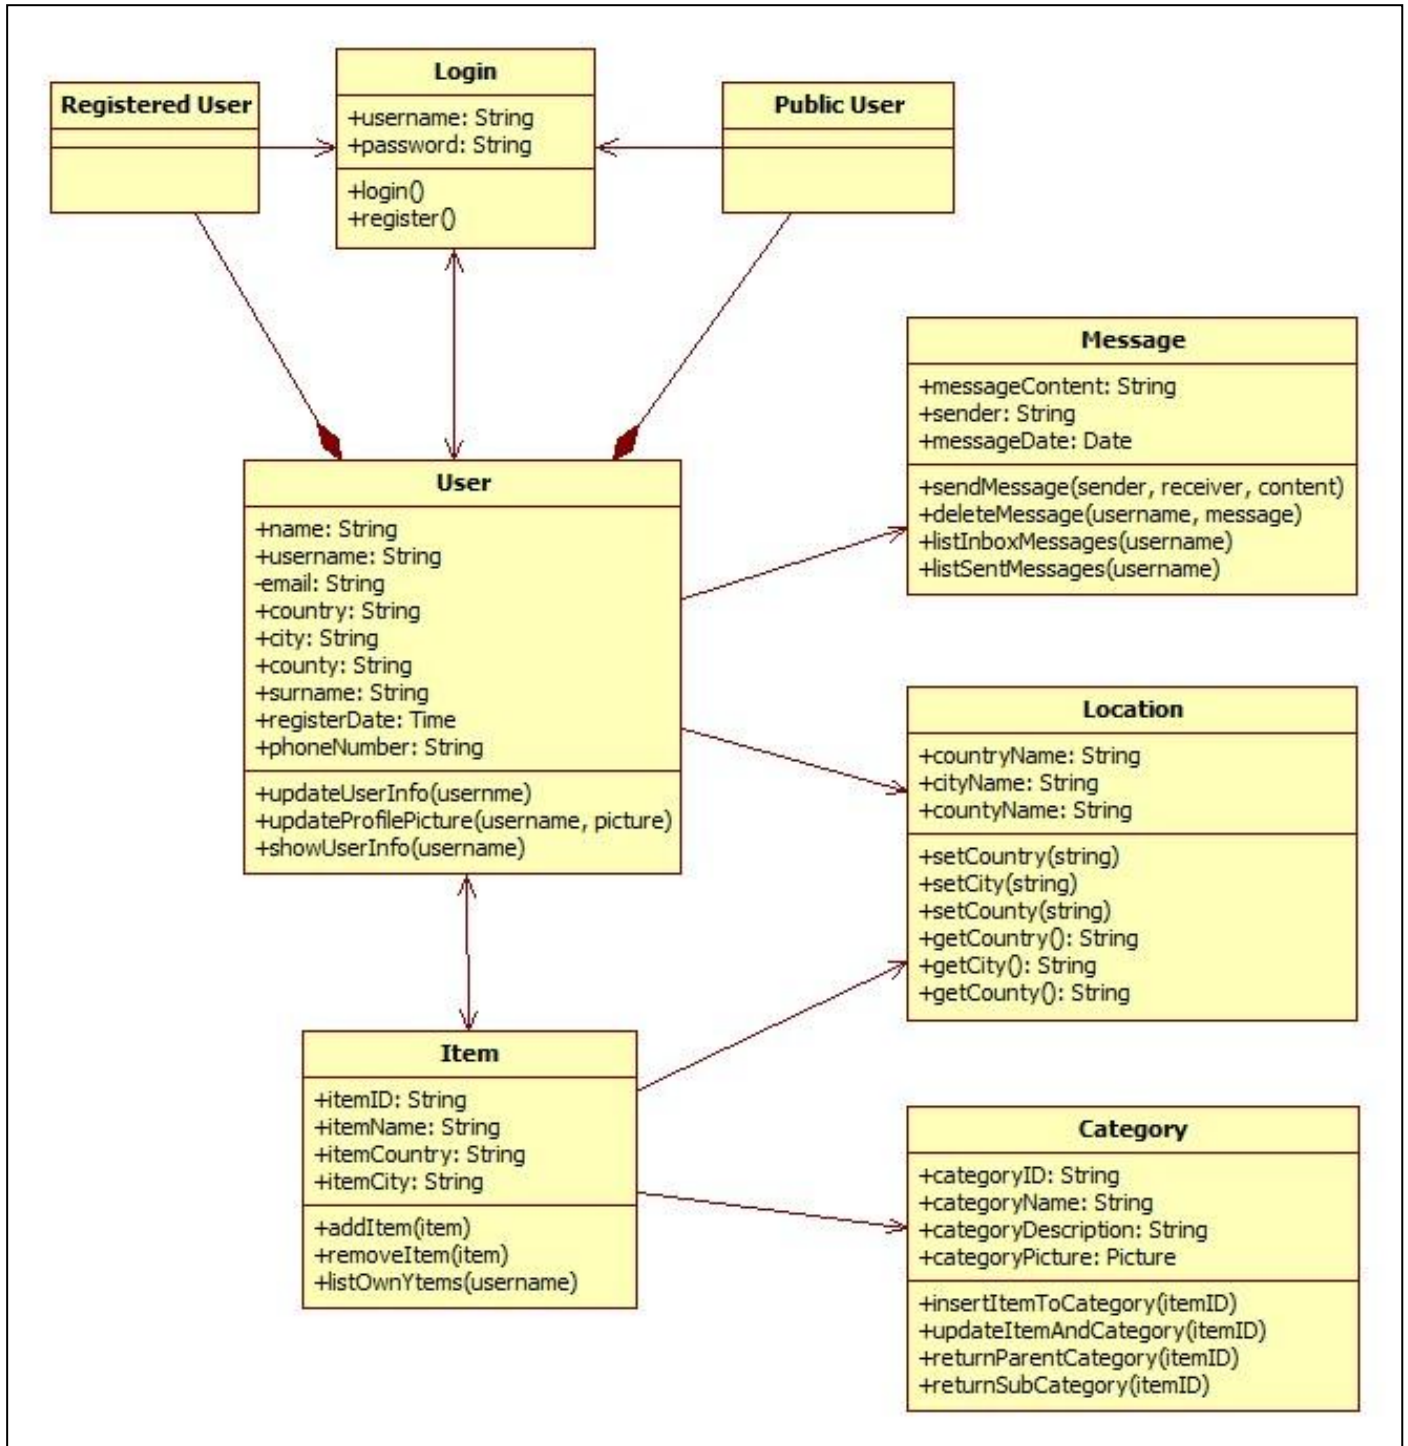 Registered User
Login
+username: String
+password: String
+login()
+register()
Public User
Message
+messageContent: String
+sender: String
+messageDate: Date
+sendMessage(sender, receiver, content)
+deleteMessage(username, message)
+listInboxMessages(username)
+listSentMessages(username)
User
+name: String
+username: String
-email: String
+country: String
+city: String
+county: String
+surname: String
+registerDate: Time
+phoneNumber: String
+updateUserInfo(usernme)
+updateProfilePicture(username, picture)
+showUserInfo(username)
Location
+countryName: String
+cityName: String
+countyName: String
+setCountry(string)
+setCity(string)
+setCounty(string)
+getCountry(): String
+getCity(): String
+getCounty(): String
Item
+itemID: String
+itemName: String
+itemCountry: String
+itemCity: String
+addItem(item)
+removeItem(item)
+listOwnYtems(username)
Category
+categoryID: String
+categoryName: String
+categoryDescription: String
+categoryPicture: Picture
+insertItemToCategory(itemID)
+updateItemAndCategory(itemID)
+returnParentCategory(itemID)
+returnSubCategory(itemID)